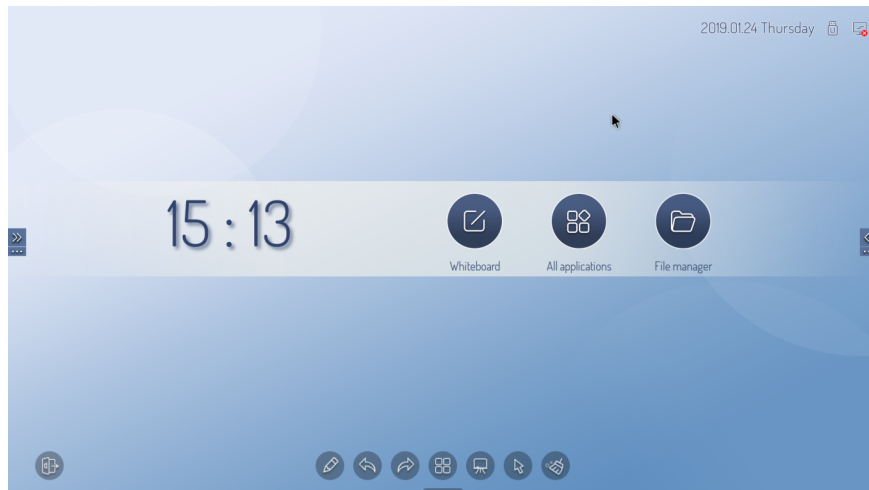 2019.01.24 Thursday
15 : 13
Whiteboard
All applications
File manager